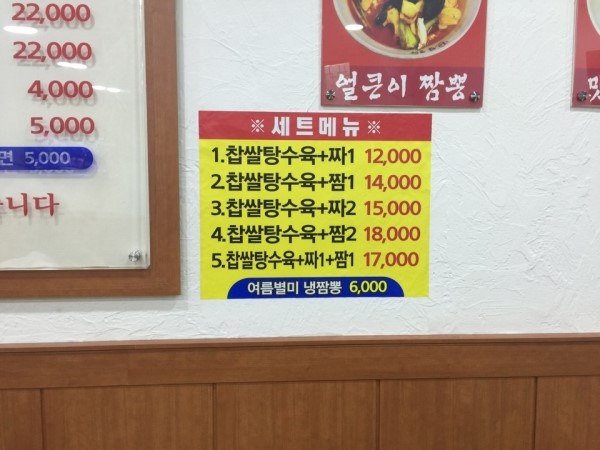 22,000
22,000
4,000
5,000
면 5,000
니다
얼큰이 짬뽕
※ 세트메뉴 ※
1.찹쌀탕수육+짜1 12,000
2.찹쌀탕수육+짬1 14,000
3.찹쌀탕수육+짜2 15,000
4.찹쌀탕수육+짬2 18,000
5.찹쌀탕수육+짜1+짬1 17,000
여름별미 냉짬뽕 6,000